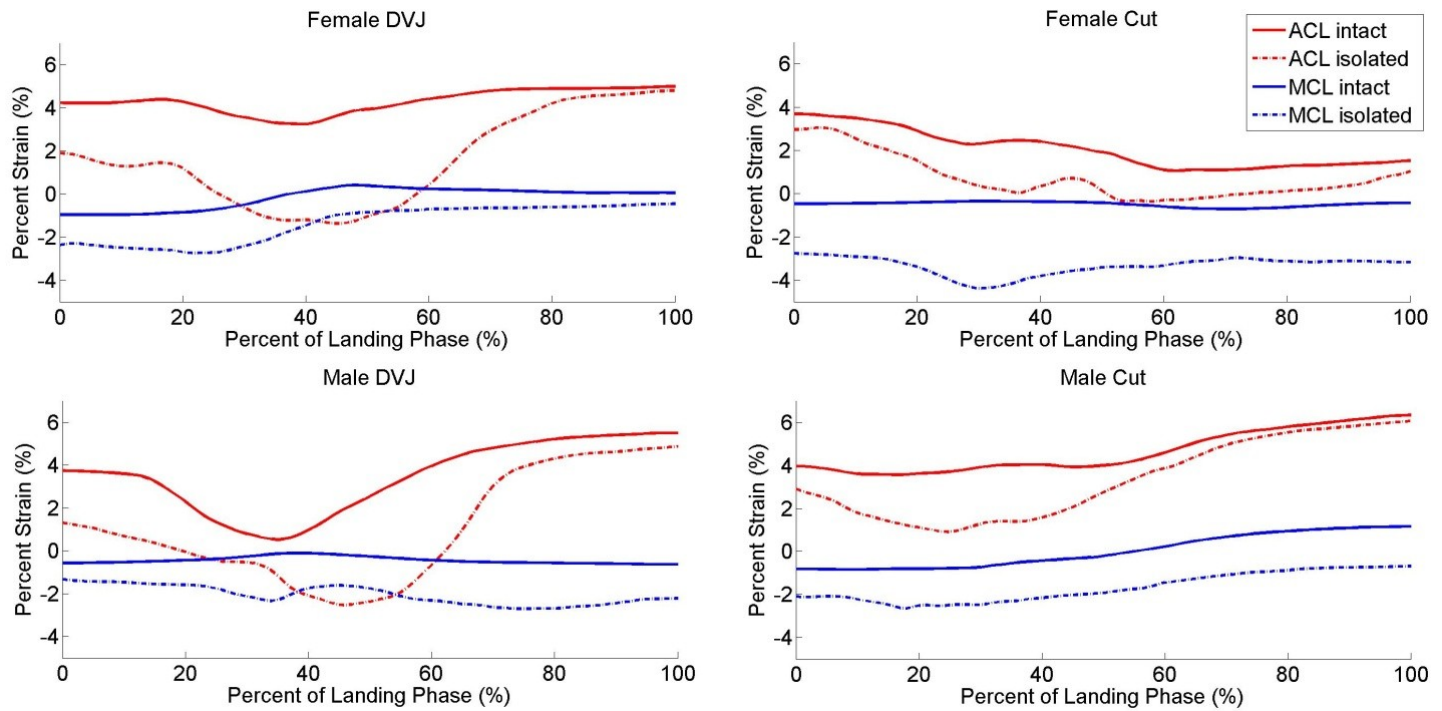 Female DVJ
6
4
2
0
-2
-4
Percent Strain (%)
0 20 40 60 80 100
Percent of Landing Phase (%)
Female Cut
6
4
2
0
-2
-4
Percent Strain (%)
0 20 40 60 80 100
Percent of Landing Phase (%)
ACL intact
ACL isolated
MCL intact
MCL isolated
Male DVJ
6
4
2
0
-2
-4
Percent Strain (%)
0 20 40 60 80 100
Percent of Landing Phase (%)
Male Cut
6
4
2
0
-2
-4
Percent Strain (%)
0 20 40 60 80 100
Percent of Landing Phase (%)